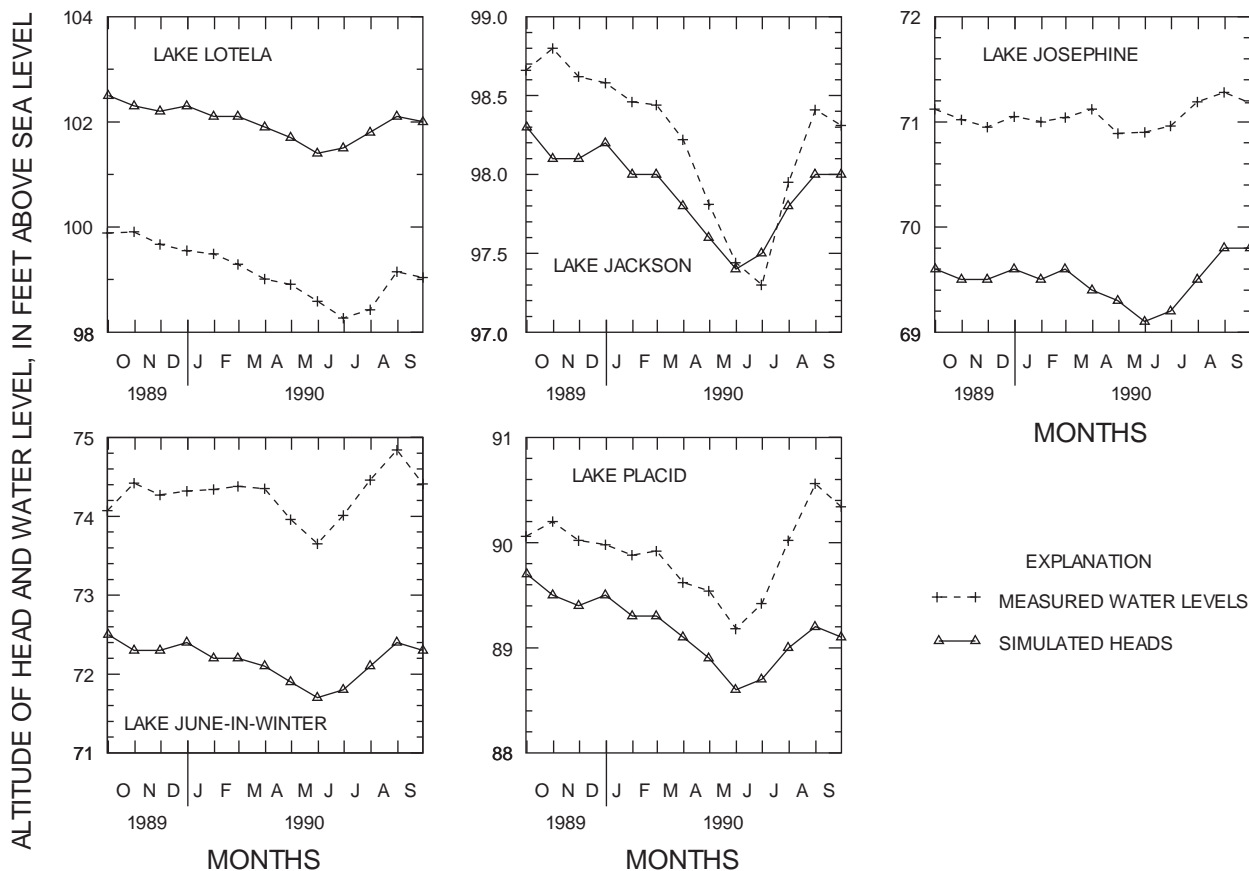 ALTITUDE OF HEAD AND WATER LEVEL, IN FEET ABOVE SEA LEVEL
LAKE LOTELA
104
102
100
98
O N D J F M A M J J A S
1989 1990
LAKE JACKSON
99.0
98.5
98.0
97.5
97.0
O N D J F M A M J J A S
1989 1990
LAKE JOSEPHINE
72
71
70
69
O N D J F M A M J J A S
1989 1990
MONTHS
LAKE JUNE-IN-WINTER
75
74
73
72
71
O N D J F M A M J J A S
1989 1990
MONTHS
LAKE PLACID
91
90
89
88
O N D J F M A M J J A S
1989 1990
MONTHS
EXPLANATION
MEASURED WATER LEVELS
SIMULATED HEADS